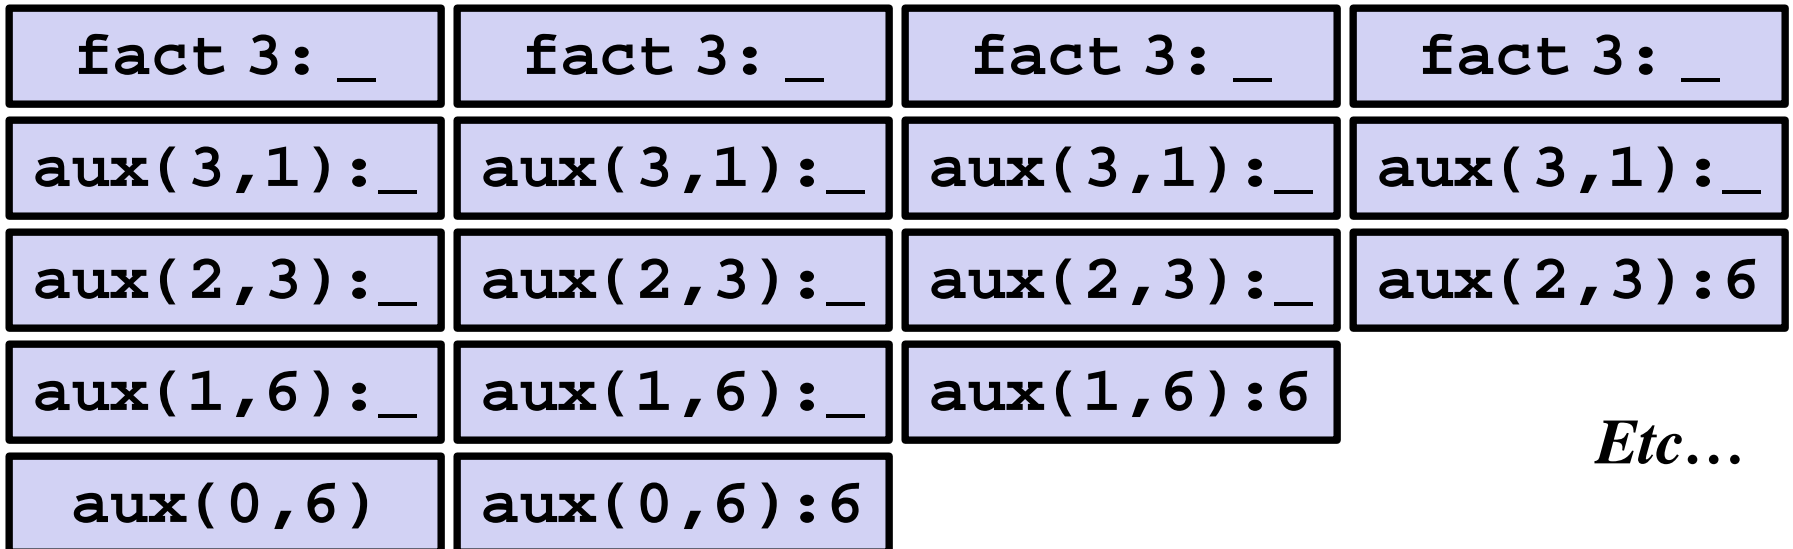 fact 3: _ fact 3: _ fact 3: _ fact 3: _
aux(3,1):_ aux(3,1):_ aux(3,1):_ aux(3,1):_
aux(2,3):_ aux(2,3):_ aux(2,3):_ aux(2,3):6
aux(1,6):_ aux(1,6):_ aux(1,6):6
Etc…
aux(0,6) aux(0,6):6